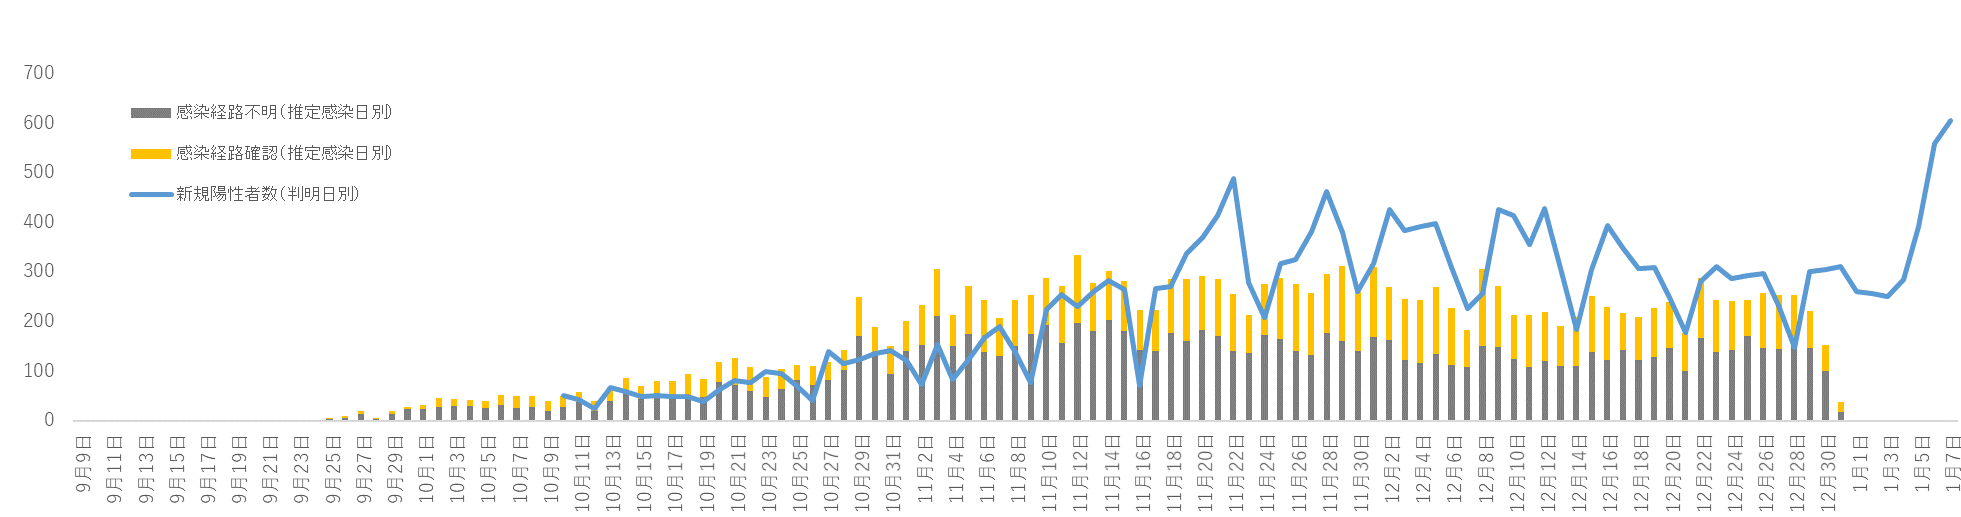 700
600
500
400
300
200
100
0
感染経路不明(推定感染日別)
感染経路確認(推定感染日別)
新規陽性者数(判明日別)
9月9日
9月11日
9月13日
9月15日
9月17日
9月19日
9月21日
9月23日
9月25日
9月27日
9月29日
10月1日
10月3日
10月5日
10月7日
10月9日
10月11日
10月13日
10月15日
10月17日
10月19日
10月21日
10月23日
10月25日
10月27日
10月29日
10月31日
11月2日
11月4日
11月6日
11月8日
11月10日
11月12日
11月14日
11月16日
11月18日
11月20日
11月22日
11月24日
11月26日
11月28日
11月30日
12月2日
12月4日
12月6日
12月8日
12月10日
12月12日
12月14日
12月16日
12月18日
12月20日
12月22日
12月24日
12月26日
12月28日
12月30日
1月1日
1月3日
1月5日
1月7日